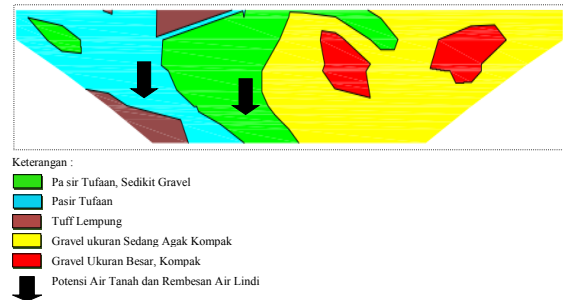 Keterangan :
Pa sir Tufaan, Sedikit Gravel
Pasir Tufaan
Tuff Lempung
Gravel ukuran Sedang Agak Kompak
Gravel Ukuran Besar, Kompak
Potensi Air Tanah dan Rembesan Air Lindi